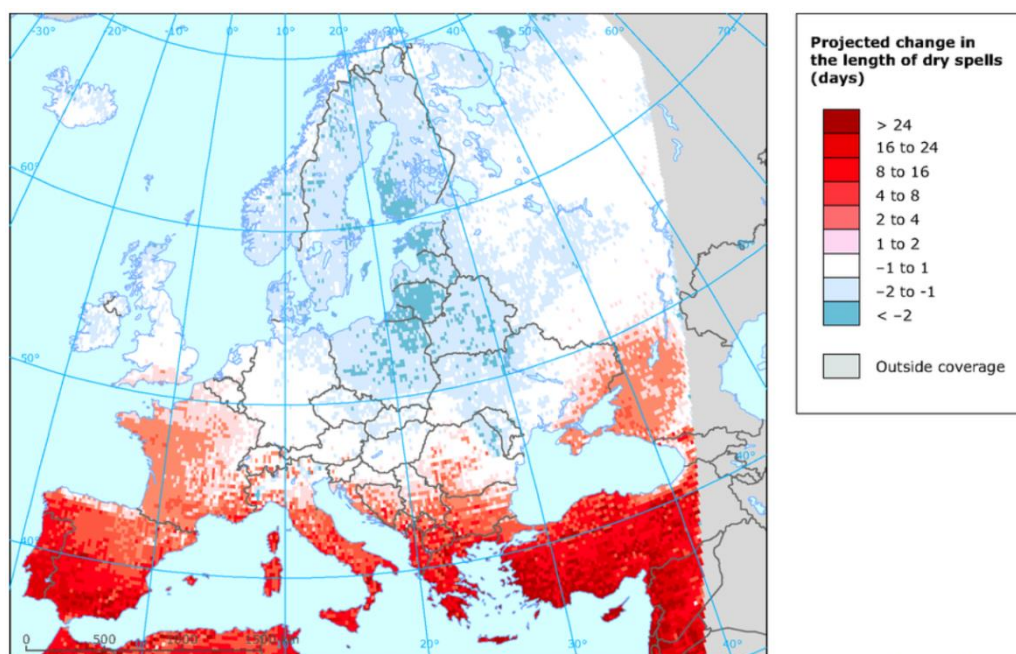 -30° -20° -10° 0° 10° 20° 30° 40° 50° 60° 70°
60°
60°
50°
50°
40°
40°
0 500
20° 30° 40°
Projected change in
the length of dry spells
(days)
> 24
16 to 24
8 to 16
4 to 8
2 to 4
1 to 2
−1 to 1
−2 to -1
< −2
Outside coverage